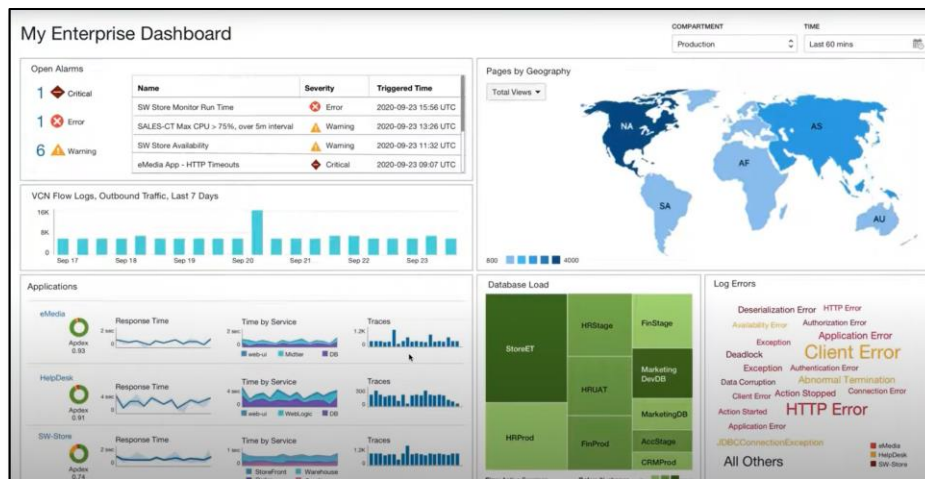 My Enterprise Dashboard
COMPARTMENT
Production
TIME
Last 60 mins
Open Alarms
1 Critical
1 Error
6 Warning
Name Severity Triggered Time
SW Store Monitor Run Time Error 2020-09-23 15:56 UTC
SALES-CT Max CPU > 75%, over 5m interval Warning 2020-09-23 13:26 UTC
SW Store Availability Warning 2020-09-23 11:32 UTC
eMedia App - HTTP Timeouts Critical 2020-09-23 09:07 UTC
Pages by Geography
Total Views
NA
AS
AF
SA
AU
800 4000
VCN Flow Logs, Outbound Traffic, Last 7 Days
16K
8K
0
Sep 17 Sep 18 Sep 19 Sep 20 Sep 21 Sep 22 Sep 23
Applications
eMedia
Apdex
0.93
Response Time
2 sec
0
Time by Service
2 sec
0
web-ui Midtier DB
Traces
1.2K
0
HelpDesk
Apdex
0.91
Response Time
4 sec
0
Time by Service
4 sec
0
web-ui WebLogic DB
Traces
500
0
SW-Store
Apdex
0.74
Response Time
2 sec
0
Time by Service
2 sec
0
StoreFront Warehouse
Traces
1.2K
0
Database Load
StoreET
HRStage
FinStage
Marketing
DevDB
HRUAT
MarketingDB
HRProd
FinProd
AccStage
CRMProd
Log Errors
Deserialization Error HTTP Error
Availability Error Authorization Error
Application Error
Exception
Client Error
Deadlock
Exception Authentication Error
Data Corruption Abnormal Termination
Client Error Action Stopped Connection Error
Action Started HTTP Error
Application Error
JDBCConnectionException
All Others
eMedia
HelpDesk
SW-Store